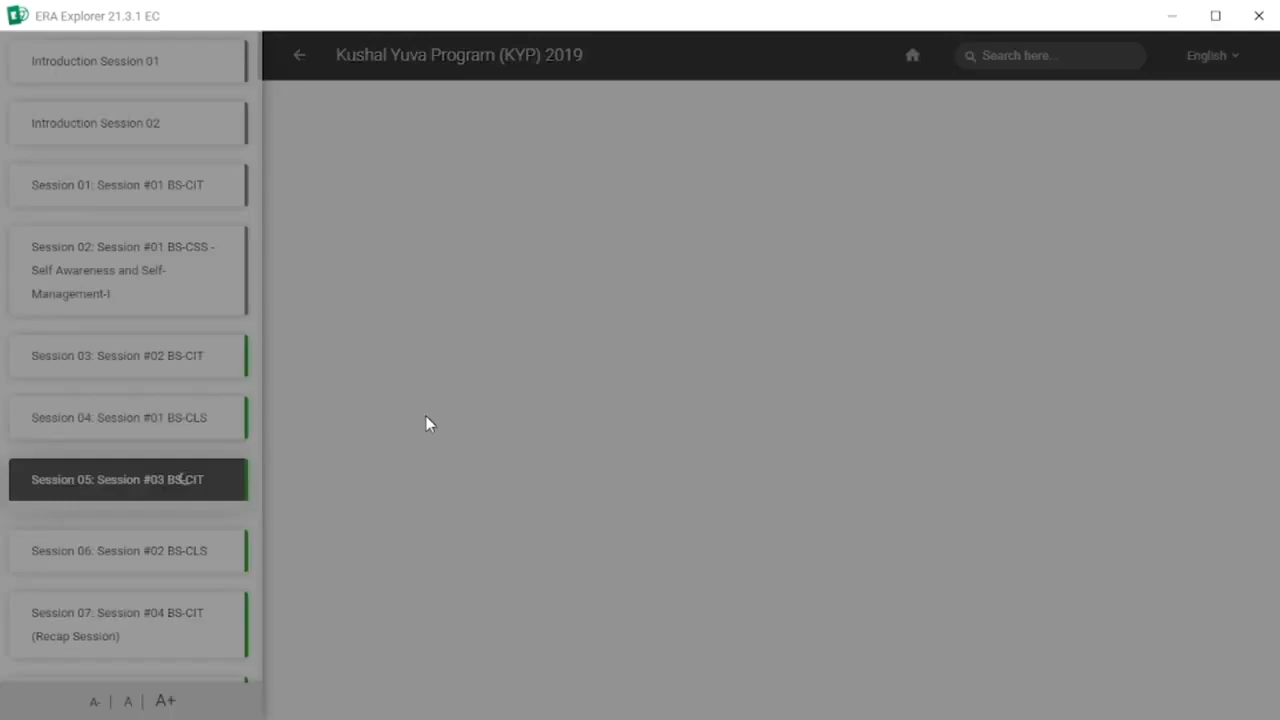 ERA Explorer 21.3.1 EC
Introduction Session 01
Introduction Session 02
Session 01: Session #01 BS-CIT
Session 02: Session #01 BS-CSS -
Self Awareness and Self-
Management-I
Session 03: Session #02 BS-CIT
Session 04: Session #01 BS-CLS
Session 05: Session #03 BS-CIT
Session 06: Session #02 BS-CLS
Session 07: Session #04 BS-CIT
(Recap Session)
A- | A | A+
Kushal Yuva Program (KYP) 2019
Search here...
English